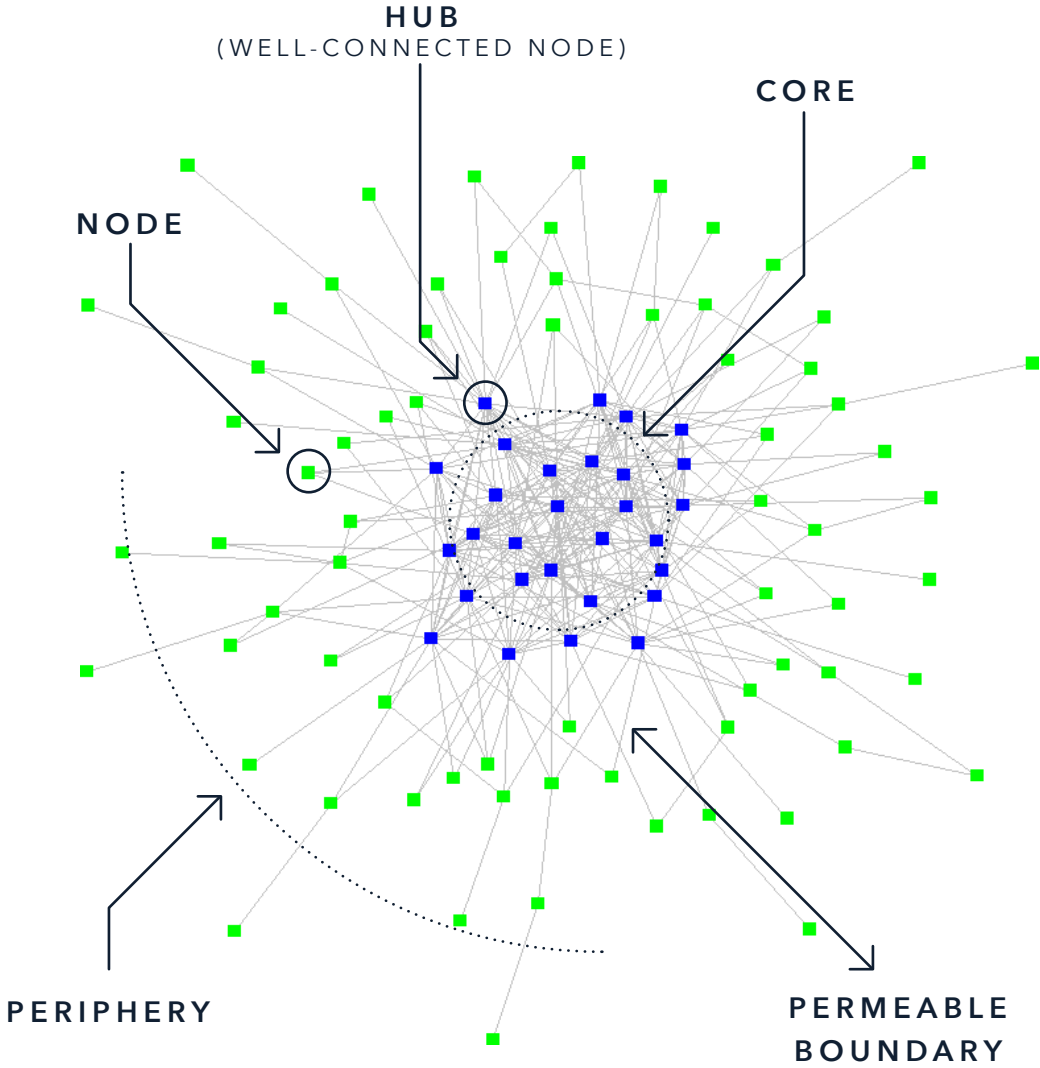 HUB
(WELL-CONNECTED NODE)
CORE
NODE
PERIPHERY
PERMEABLE
BOUNDARY